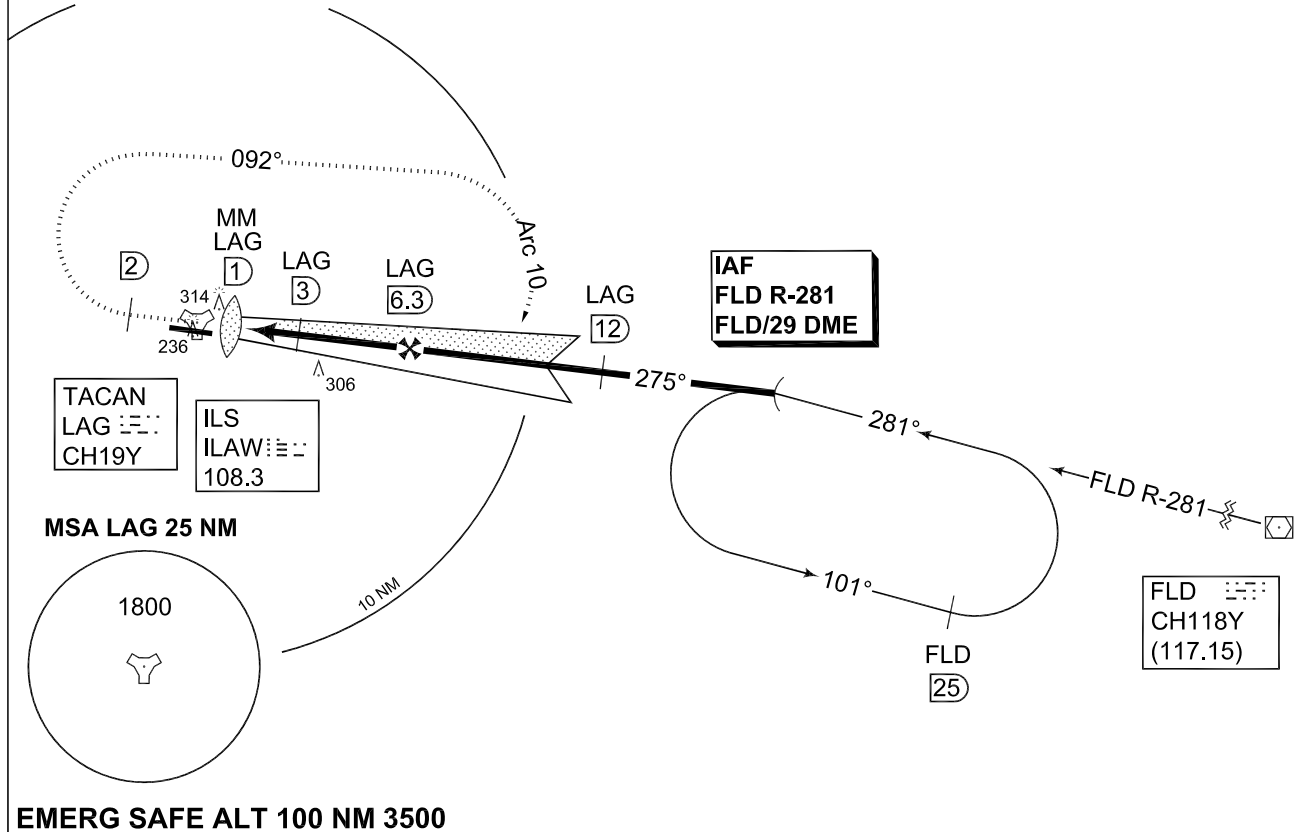 092°
MM
LAG
1
2
314
236
LAG
3
LAG
6.3
306
Arc 10
LAG
12
IAF
FLD R-281
FLD/29 DME
275°
281°
FLD R-281
101°
FLD
25
TACAN
LAG
CH19Y
ILS
ILAW
108.3
FLD
CH118Y
(117.15)
MSA LAG 25 NM
1800
10 NM
EMERG SAFE ALT 100 NM 3500